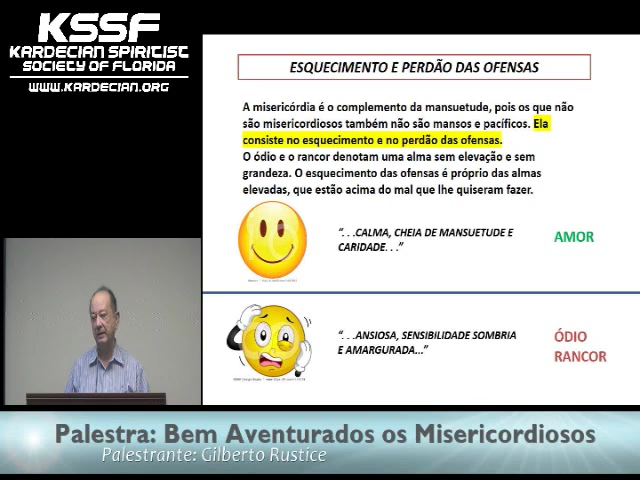 KSSF
KARDECIAN SPIRITIST
SOCIETY OF FLORIDA
WWW.KARDECIAN.ORG
ESQUECIMENTO E PERDÃO DAS OFENSAS
A misericórdia é o complemento da mansuetude, pois os que não
são misericordiosos também não são mansos e pacíficos. Ela
consiste no esquecimento e no perdão das ofensas.
O ódio e o rancor denotam uma alma sem elevação e sem
grandeza. O esquecimento das ofensas é próprio das almas
elevadas, que estão acima do mal que lhe quiseram fazer.
“. . .CALMA, CHEIA DE MANSUETUDE E
CARIDADE. . .”
AMOR
“. . .ANSIOSA, SENSIBILIDADE SOMBRIA
E AMARGURADA...”
ÓDIO
RANCOR
Palestra: Bem Aventurados os Misericordiosos
Palestrante: Gilberto Rustice